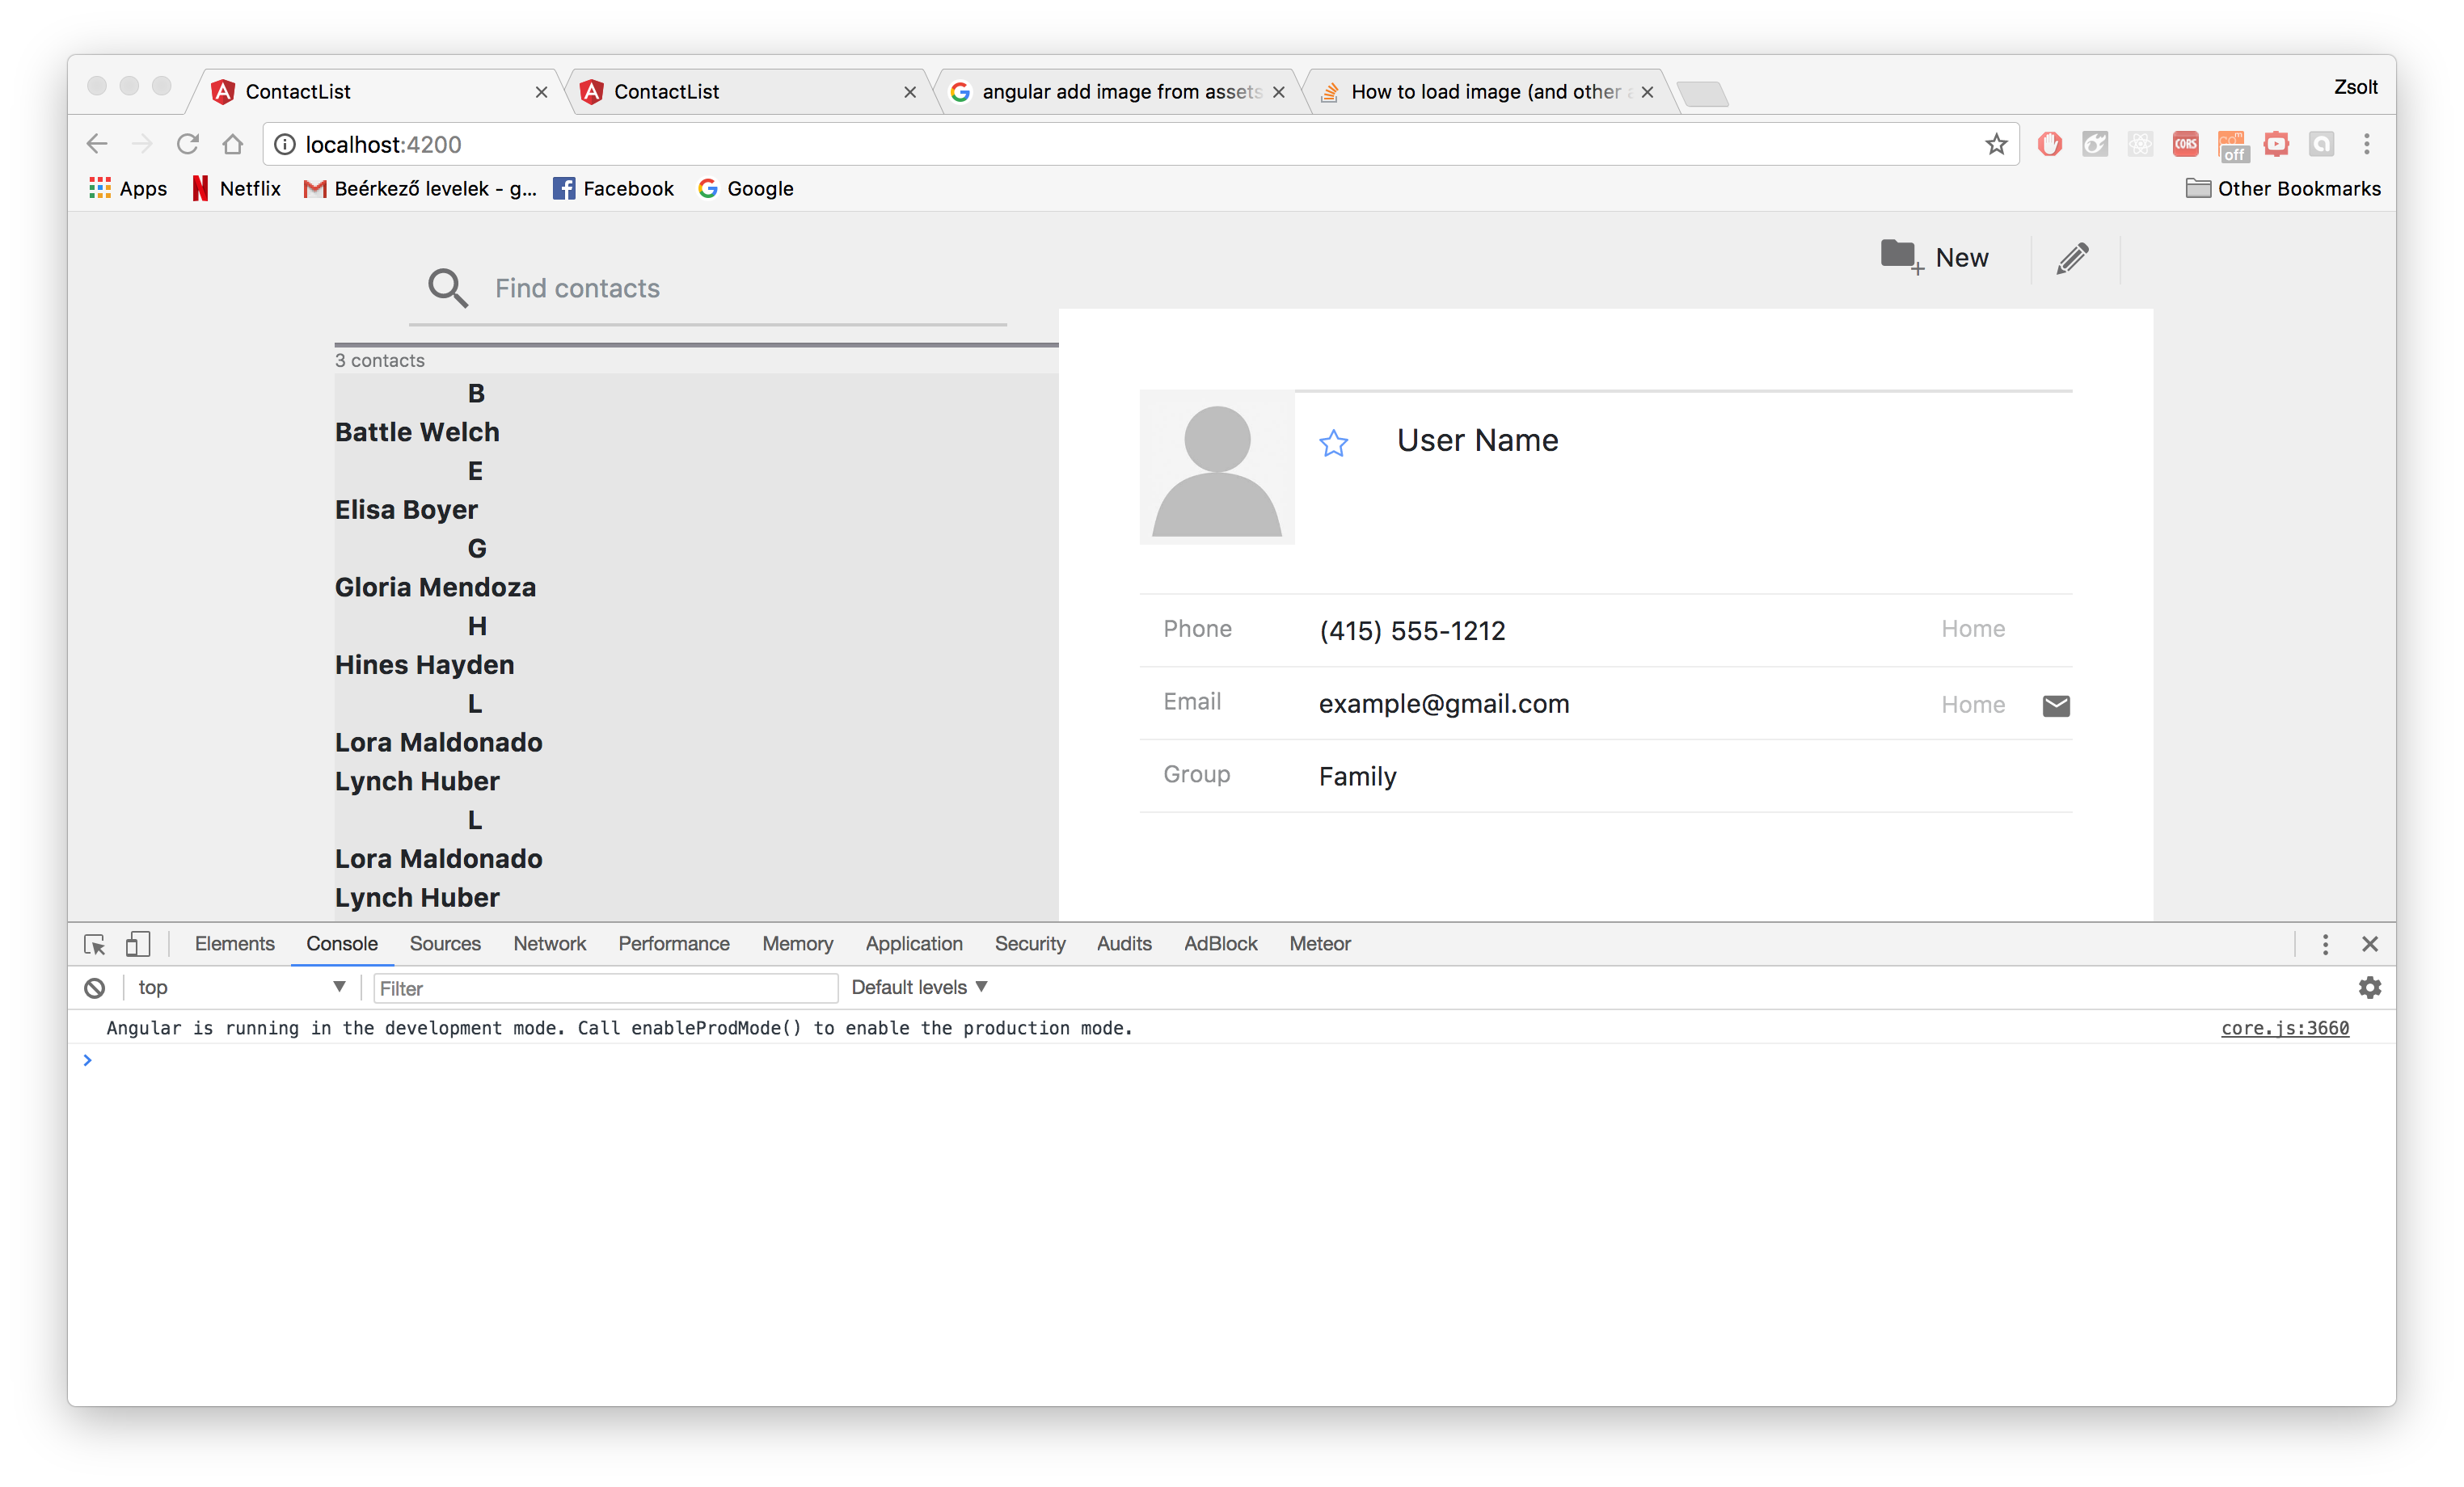 ContactList
ContactList
angular add image from assets
How to load image (and other a
Zsolt
localhost:4200
CORS
off
Apps
Netflix
Beérkező levelek - g...
Facebook
Google
Other Bookmarks
Find contacts
New
3 contacts
B
Battle Welch
E
Elisa Boyer
G
Gloria Mendoza
H
Hines Hayden
L
Lora Maldonado
Lynch Huber
L
Lora Maldonado
Lynch Huber
User Name
Phone (415) 555-1212 Home
Email example@gmail.com Home
Group Family
Elements Console Sources Network Performance Memory Application Security Audits AdBlock Meteor
top
Filter
Default levels
Angular is running in the development mode. Call enableProdMode() to enable the production mode.
core.js:3660